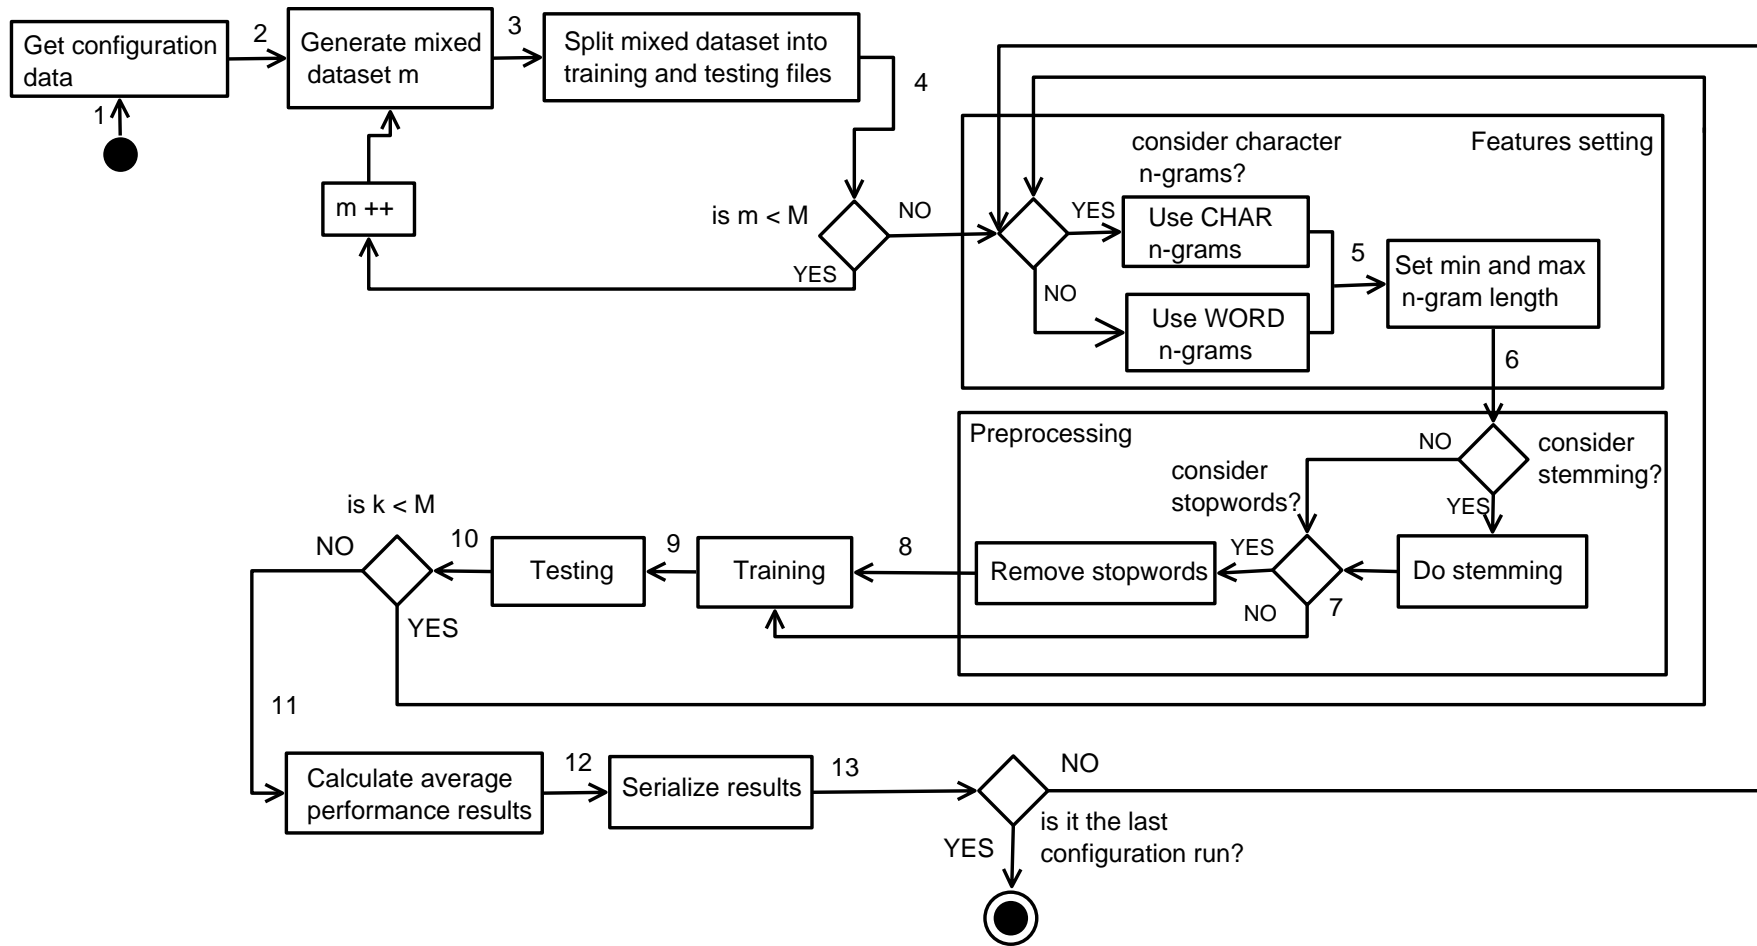 Get configuration
data
1
2
Generate mixed
dataset m
3
Split mixed dataset into
training and testing files
4
m ++
is m < M
NO
YES
Features setting
consider character
n-grams?
YES
Use CHAR
n-grams
NO
Use WORD
n-grams
5
Set min and max
n-gram length
6
Preprocessing
NO
consider
stemming?
YES
consider
stopwords?
Do stemming
7
YES
NO
Remove stopwords
8
Training
9
Testing
10
is k < M
NO
YES
11
Calculate average
performance results
12
Serialize results
13
NO
is it the last
configuration run?
YES